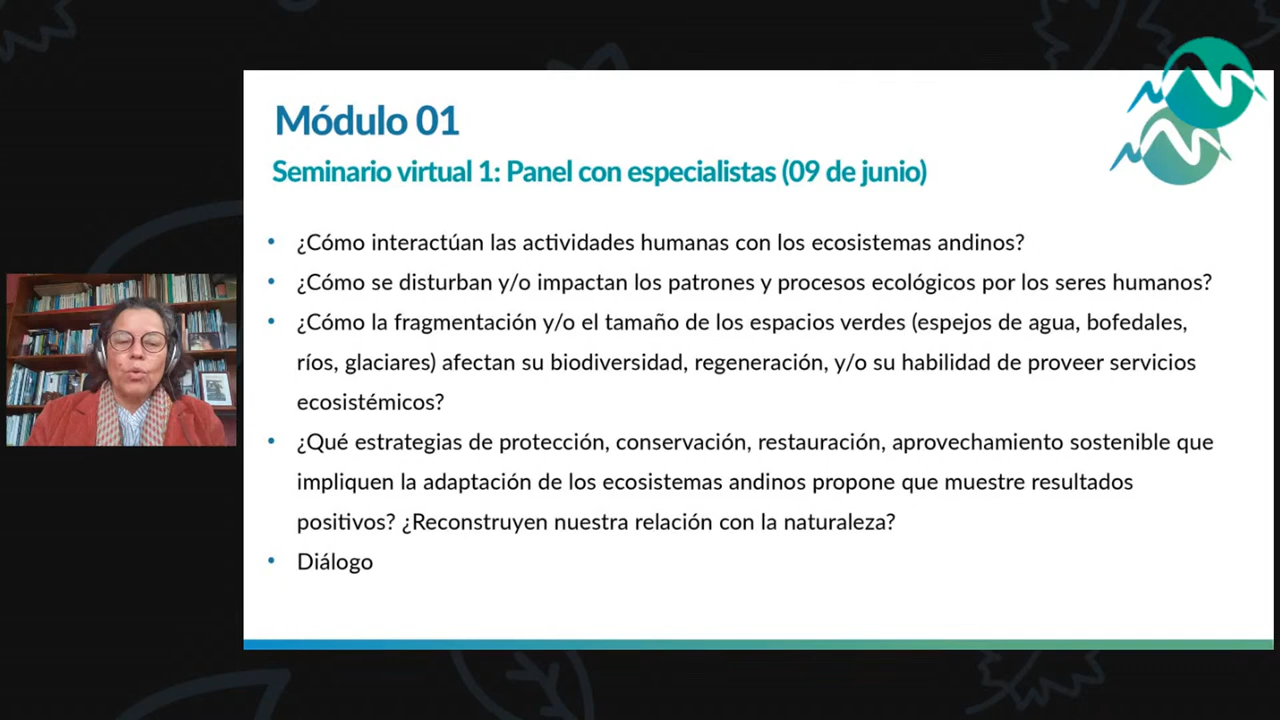 Módulo 01
Seminario virtual 1: Panel con especialistas (09 de junio)
• ¿Cómo interactúan las actividades humanas con los ecosistemas andinos?
• ¿Cómo se disturban y/o impactan los patrones y procesos ecológicos por los seres humanos?
• ¿Cómo la fragmentación y/o el tamaño de los espacios verdes (espejos de agua, bofedales,
ríos, glaciares) afectan su biodiversidad, regeneración, y/o su habilidad de proveer servicios
ecosistémicos?
• ¿Qué estrategias de protección, conservación, restauración, aprovechamiento sostenible que
impliquen la adaptación de los ecosistemas andinos propone que muestre resultados
positivos? ¿Reconstruyen nuestra relación con la naturaleza?
• Diálogo